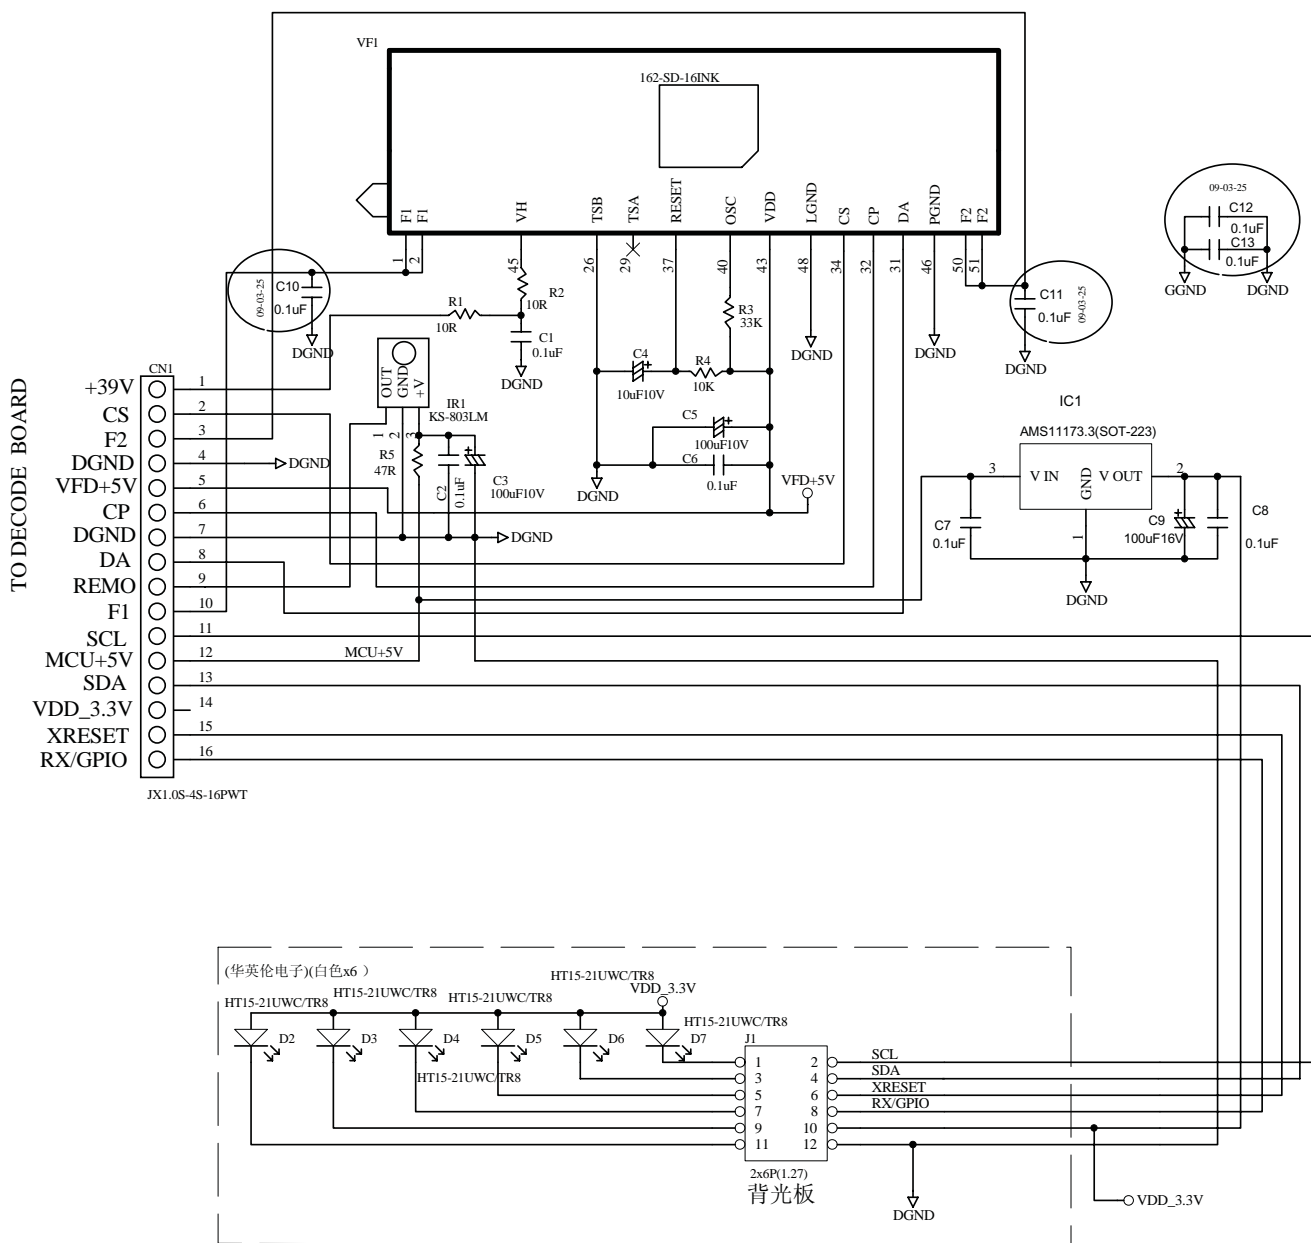 VF1
162-SD-16INK
F1
F1
VH
TSB
TSA
RESET
OSC
VDD
LGND
CS
CP
DA
PGND
F2
F2
1
2
45
26
29
37
40
43
48
34
32
31
46
50
51
09-03-25
C12
0.1uF
C13
0.1uF
GGND
DGND
09-03-25
C10
0.1uF
DGND
R2
10R
R1
10R
C1
0.1uF
DGND
R3
33K
C4
10uF10V
R4
10K
DGND
DGND
C11
0.1uF
09-03-25
DGND
C5
100uF10V
C6
0.1uF
DGND
VFD+5V
OUT
GND
+V
1
2
3
IR1
KS-803LM
R5
47R
C2
0.1uF
C3
100uF10V
DGND
IC1
AMS11173.3(SOT-223)
V IN
GND
V OUT
3
2
1
C7
0.1uF
C9
100uF16V
C8
0.1uF
DGND
TO DECODE BOARD
CN1
+39V 1
CS 2
F2 3
DGND 4 DGND
VFD+5V 5
CP 6
DGND 7
DA 8
REMO 9
F1 10
SCL 11
MCU+5V 12 MCU+5V
SDA 13
VDD_3.3V 14
XRESET 15
RX/GPIO 16
JX1.0S-4S-16PWT
(华英伦电子)(白色x6 )
HT15-21UWC/TR8
HT15-21UWC/TR8
HT15-21UWC/TR8
HT15-21UWC/TR8
VDD_3.3V
HT15-21UWC/TR8
D2
D3
D4
D5
D6
D7
HT15-21UWC/TR8
J1
1 2 SCL
3 4 SDA
5 6 XRESET
7 8 RX/GPIO
9 10
11 12
2x6P(1.27)
背光板
DGND
VDD_3.3V